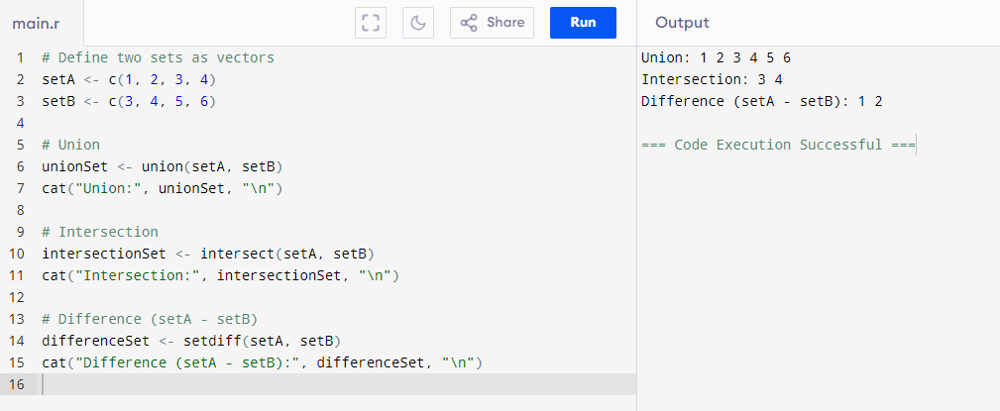 main.r
Share
Run
Output
1 # Define two sets as vectors
2 setA <- c(1, 2, 3, 4)
3 setB <- c(3, 4, 5, 6)
4
5 # Union
6 unionSet <- union(setA, setB)
7 cat("Union:", unionSet, "\n")
8
9 # Intersection
10 intersectionSet <- intersect(setA, setB)
11 cat("Intersection:", intersectionSet, "\n")
12
13 # Difference (setA - setB)
14 differenceSet <- setdiff(setA, setB)
15 cat("Difference (setA - setB):", differenceSet, "\n")
16
Union: 1 2 3 4 5 6
Intersection: 3 4
Difference (setA - setB): 1 2
=== Code Execution Successful ===